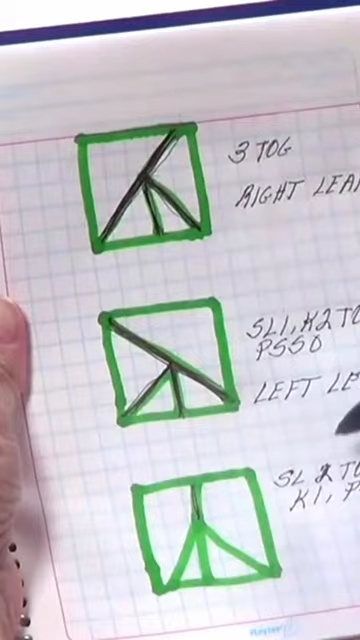 3 TOG
RIGHT LEA
SL1, K2 TO
PSSO
LEFT LE
SL 2 TO
K1, P